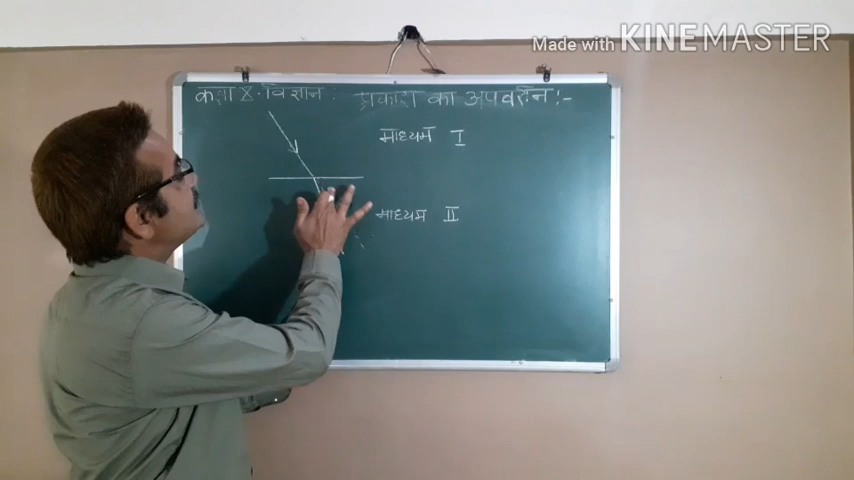 Made with KINEMASTER
कक्षा X. विज्ञान. प्रकाश का अपवर्तन :-
माध्यम I
माध्यम II